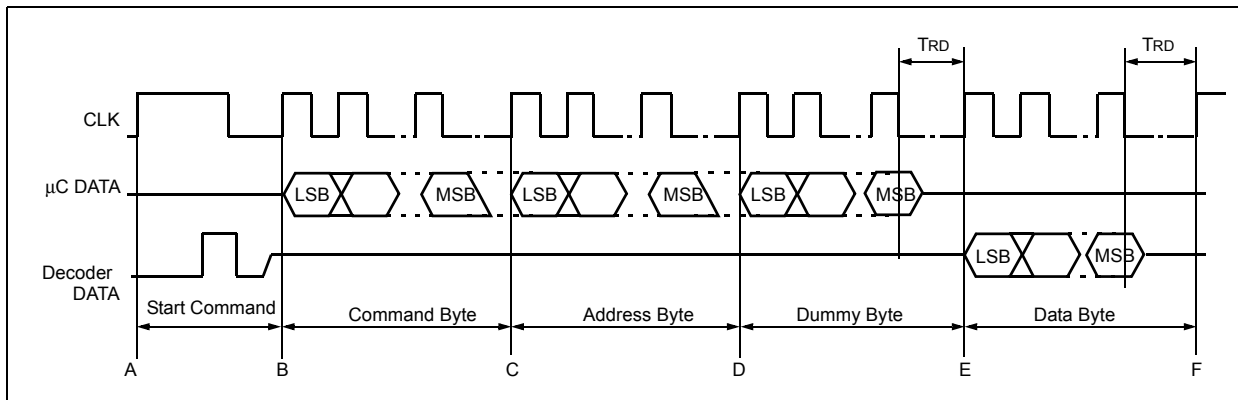 TRD TRD
CLK
μC DATA LSB MSB LSB MSB LSB MSB
Decoder
DATA LSB MSB
Start Command Command Byte Address Byte Dummy Byte Data Byte
A B C D E F